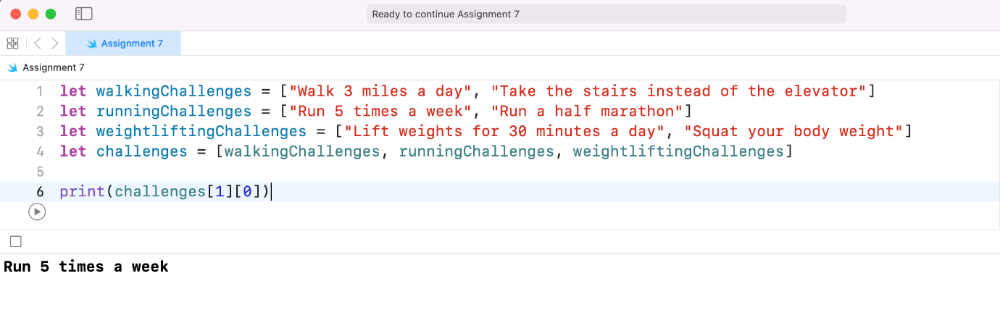 Ready to continue Assignment 7
Assignment 7
Assignment 7
1 let walkingChallenges = ["Walk 3 miles a day", "Take the stairs instead of the elevator"]
2 let runningChallenges = ["Run 5 times a week", "Run a half marathon"]
3 let weightliftingChallenges = ["Lift weights for 30 minutes a day", "Squat your body weight"]
4 let challenges = [walkingChallenges, runningChallenges, weightliftingChallenges]
5
6 print(challenges[1][0])
Run 5 times a week